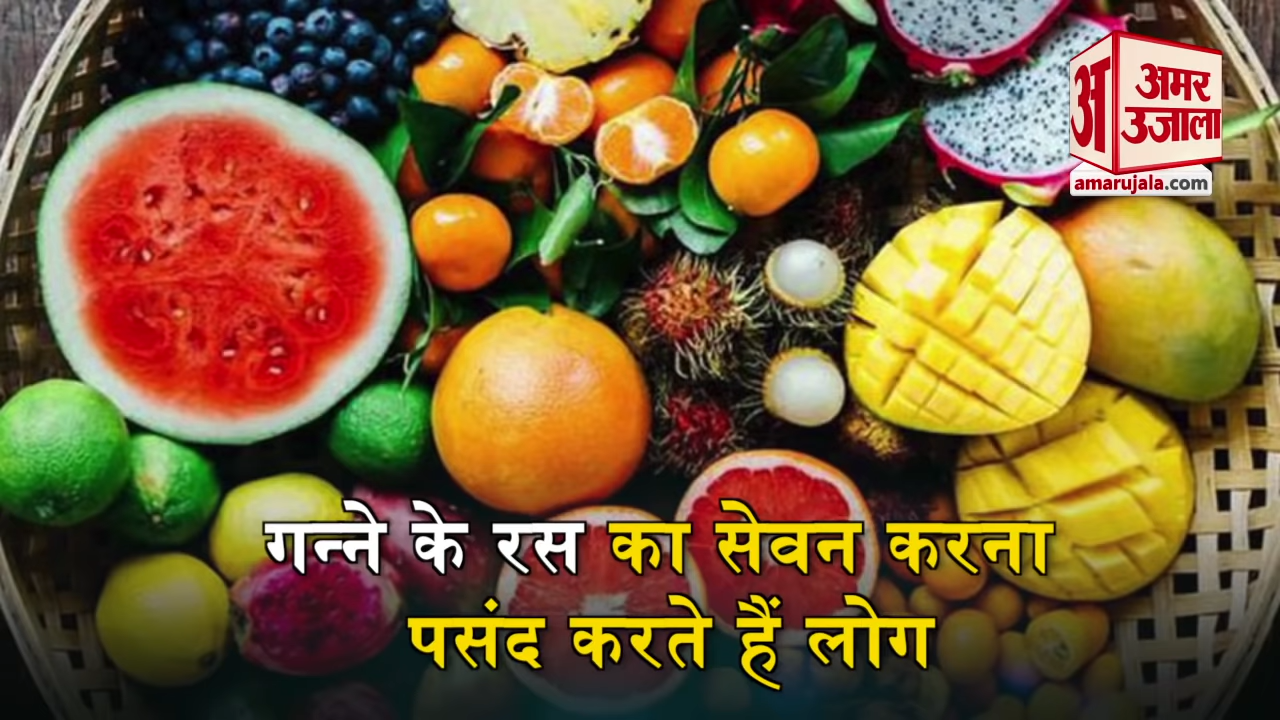 अ
अमर
उजाला
amarujala.com
गन्ने के रस का सेवन करना
पसंद करते हैं लोग